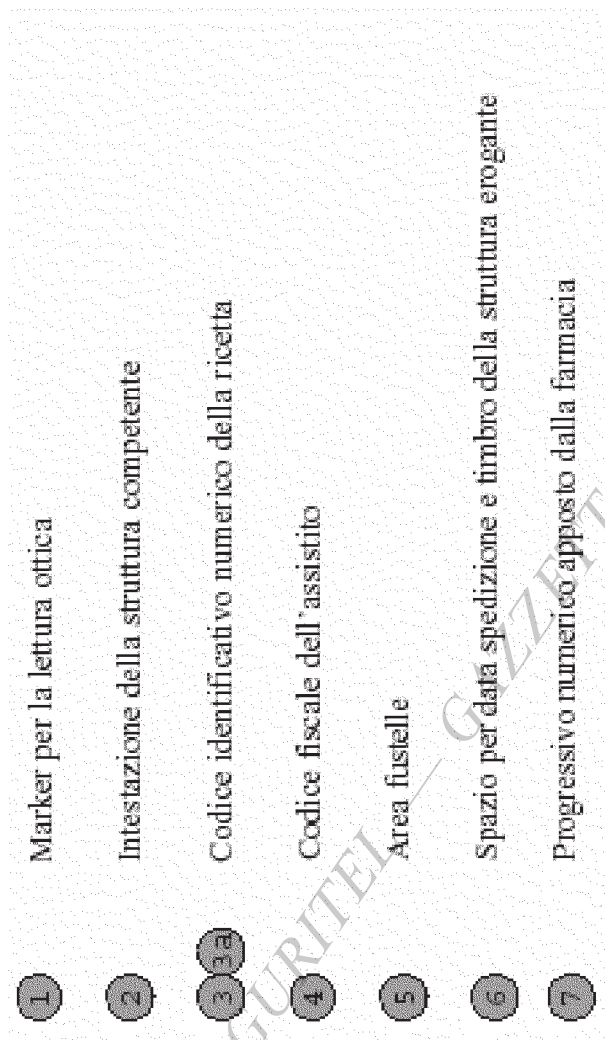 1 Marker per la lettura ottica
2 Intestazione della struttura competente
3 3a Codice identificativo numerico della ricetta
4 Codice fiscale dell'assistito
5 Area fustelle
6 Spazio per data spedizione e timbro della struttura erogante
7 Progressivo numerico apposto dalla farmacia
GURITEL — GAZZETT